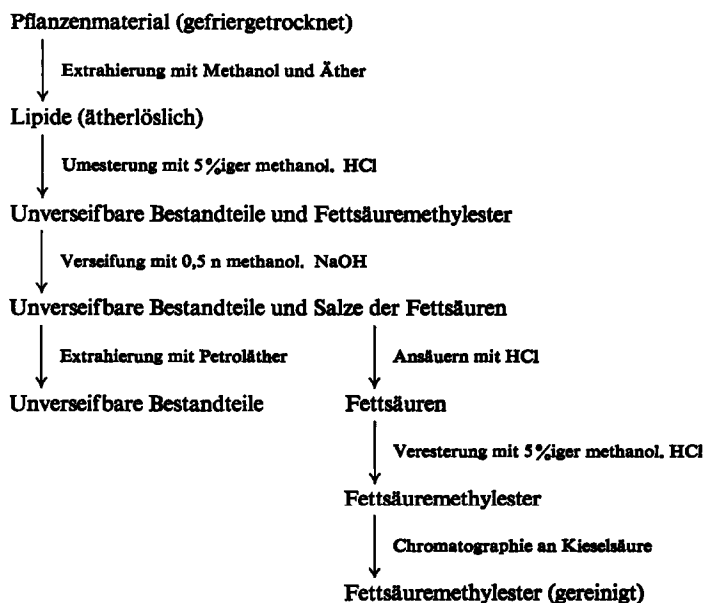 Pflanzenmaterial (gefriergetrocknet)
Extrahierung mit Methanol und Äther
Lipide (ätherlöslich)
Umesterung mit 5%iger methanol. HCl
Unverseifbare Bestandteile und Fettsäuremethylester
Verseifung mit 0,5 n methanol. NaOH
Unverseifbare Bestandteile und Salze der Fettsäuren
Extrahierung mit Petroläther Ansäuern mit HCl
Unverseifbare Bestandteile Fettsäuren
Veresterung mit 5%iger methanol. HCl
Fettsäuremethylester
Chromatographie an Kieselsäure
Fettsäuremethylester (gereinigt)